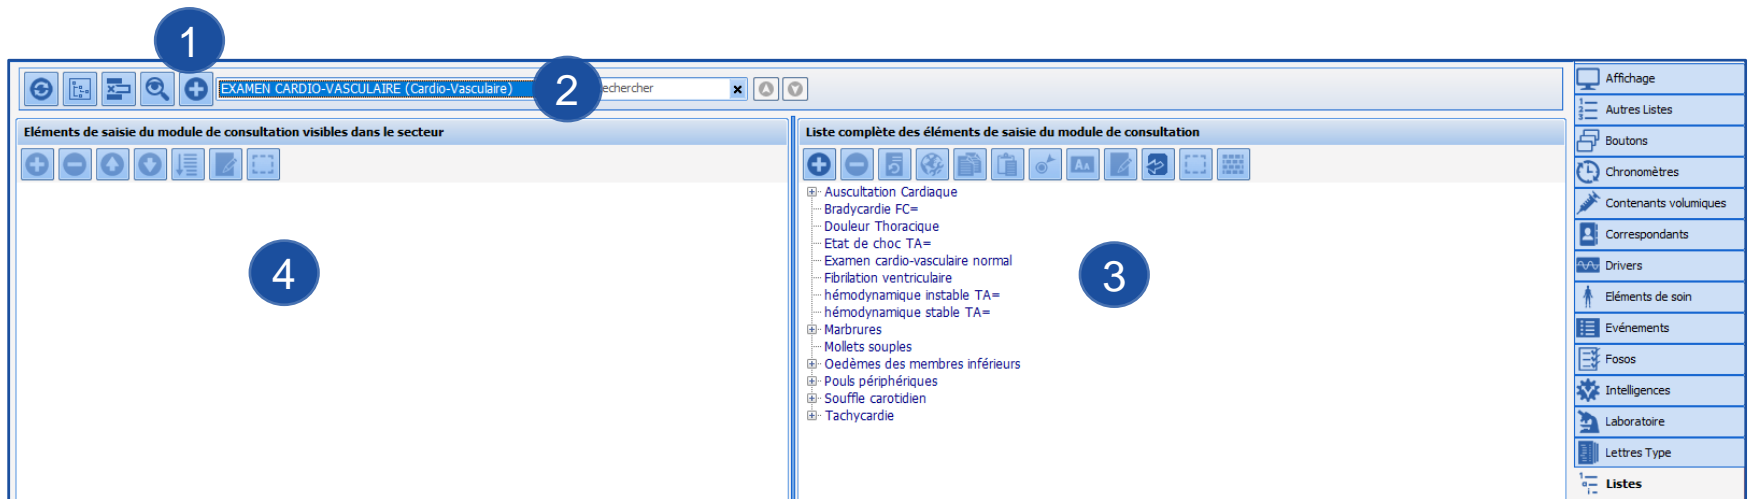 1
2
EXAMEN CARDIO-VASCULAIRE (Cardio-Vasculaire)
echercher
Eléments de saisie du module de consultation visibles dans le secteur
4
Liste complète des éléments de saisie du module de consultation
Auscultation Cardiaque
Bradycardie FC=
Douleur Thoracique
Etat de choc TA=
Examen cardio-vasculaire normal
Fibrilation ventriculaire
hémodynamique instable TA=
hémodynamique stable TA=
Marbrures
Mollets souples
Oedèmes des membres inférieurs
Pouls périphériques
Souffle carotidien
Tachycardie
3
Affichage
Autres Listes
Boutons
Chronomètres
Contenants volumiques
Correspondants
Drivers
Eléments de soin
Evénements
Fosos
Intelligences
Laboratoire
Lettres Type
Listes